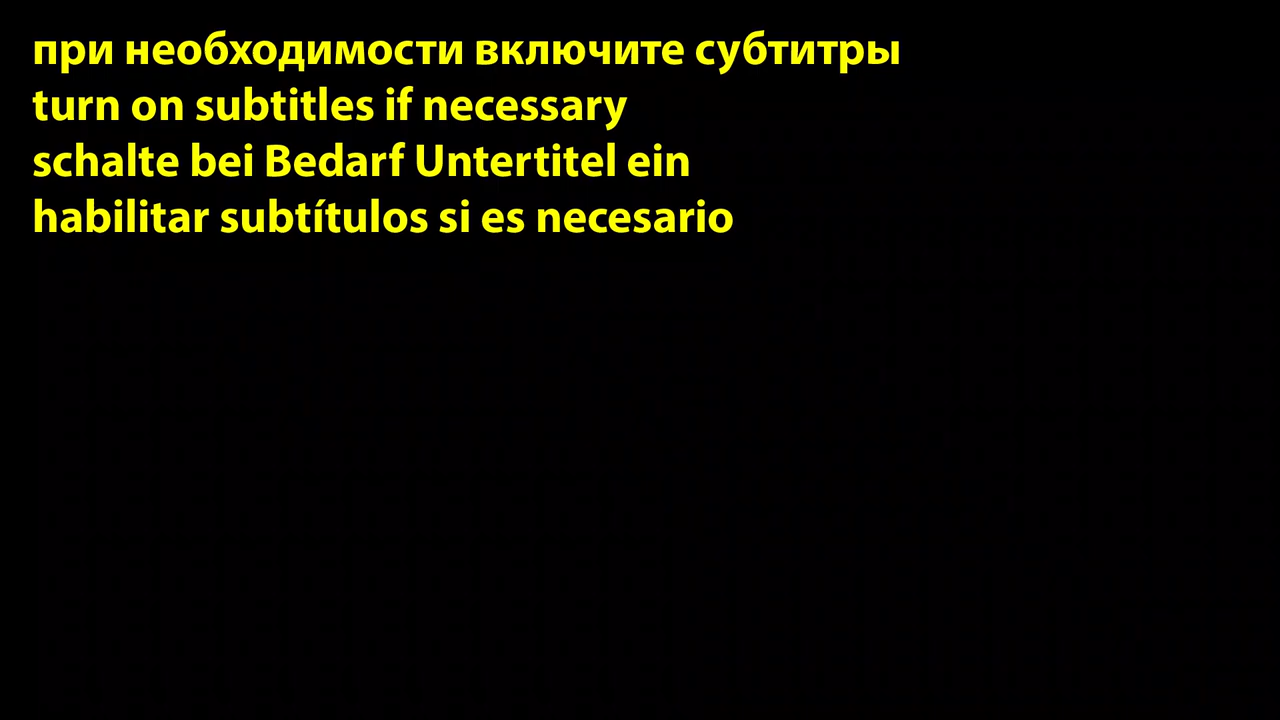 при необходимости включите субтитры
turn on subtitles if necessary
schalte bei Bedarf Untertitel ein
habilitar subtítulos si es necesario